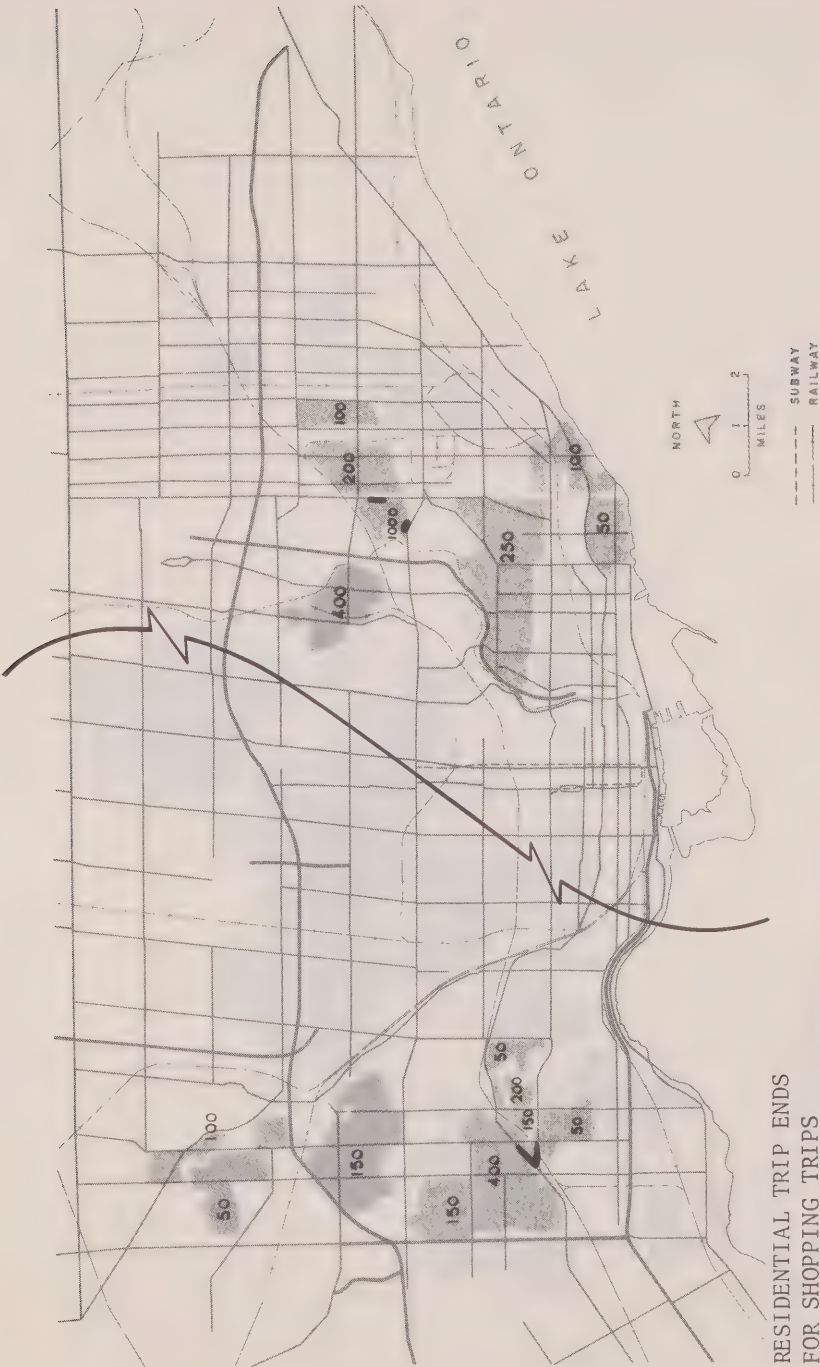 LAKE ONTARIO
100
200
1000
400
250
100
50
100
50
150
150
400
50
200
150
50
NORTH
0 1 2
MILES
SUBWAY
RAILWAY
RESIDENTIAL TRIP ENDS
FOR SHOPPING TRIPS